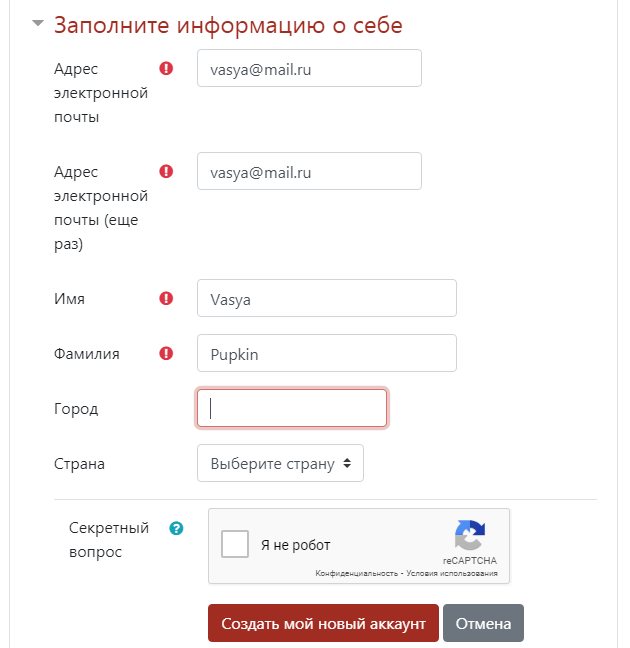 Заполните информацию о себе
Адрес
электронной
почты
vasya@mail.ru
Адрес
электронной
почты (еще
раз)
vasya@mail.ru
Имя
Vasya
Фамилия
Pupkin
Город
Страна
Выберите страну
Секретный
вопрос
Я не робот
reCAPTCHA
Конфиденциальность - Условия использования
Создать мой новый аккаунт
Отмена